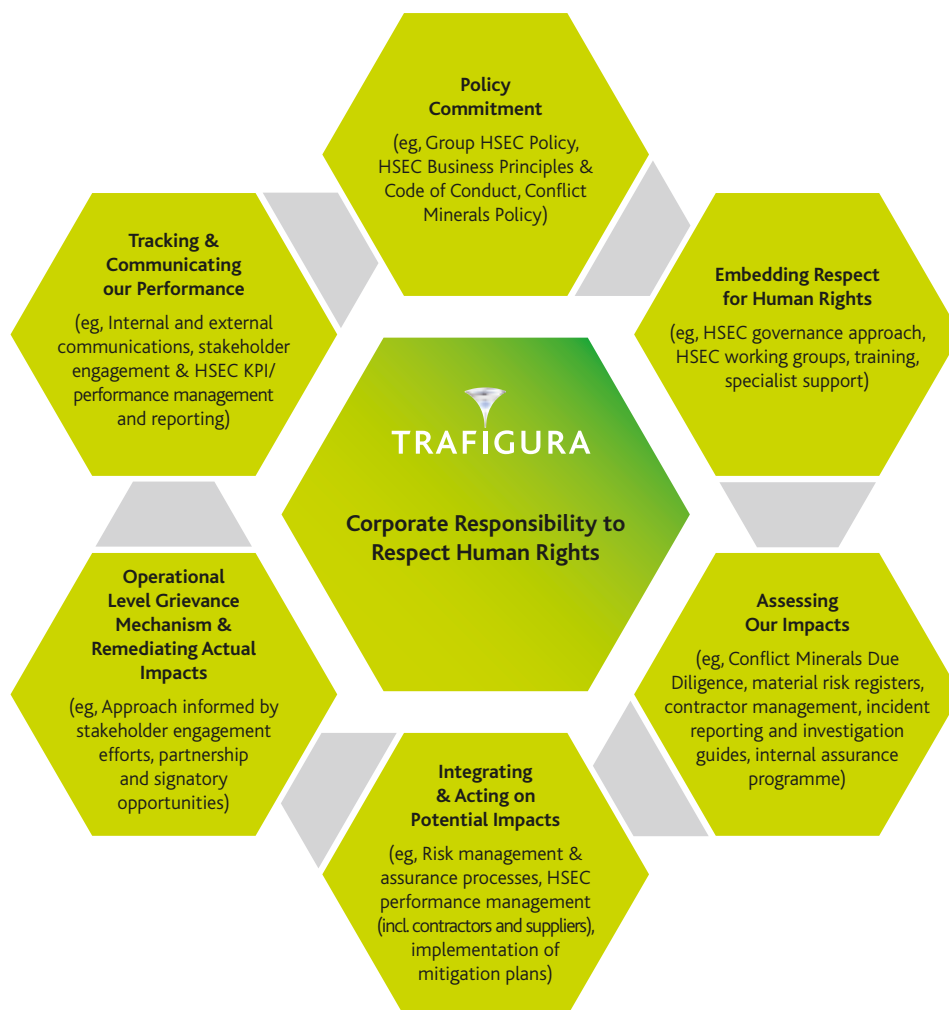 Policy
Commitment
(eg, Group HSEC Policy,
HSEC Business Principles &
Code of Conduct, Conflict
Minerals Policy)
Embedding Respect
for Human Rights
(eg, HSEC governance approach,
HSEC working groups, training,
specialist support)
Assessing
Our Impacts
(eg, Conflict Minerals Due
Diligence, material risk registers,
contractor management, incident
reporting and investigation
guides, internal assurance
programme)
Integrating
& Acting on
Potential Impacts
(eg, Risk management &
assurance processes, HSEC
performance management
(incl. contractors and suppliers),
implementation of
mitigation plans)
Operational
Level Grievance
Mechanism &
Remediating Actual
Impacts
(eg, Approach informed by
stakeholder engagement
efforts, partnership
and signatory
opportunities)
Tracking &
Communicating
our Performance
(eg, Internal and external
communications, stakeholder
engagement & HSEC KPI/
performance management
and reporting)
TRAFIGURA
Corporate Responsibility to
Respect Human Rights